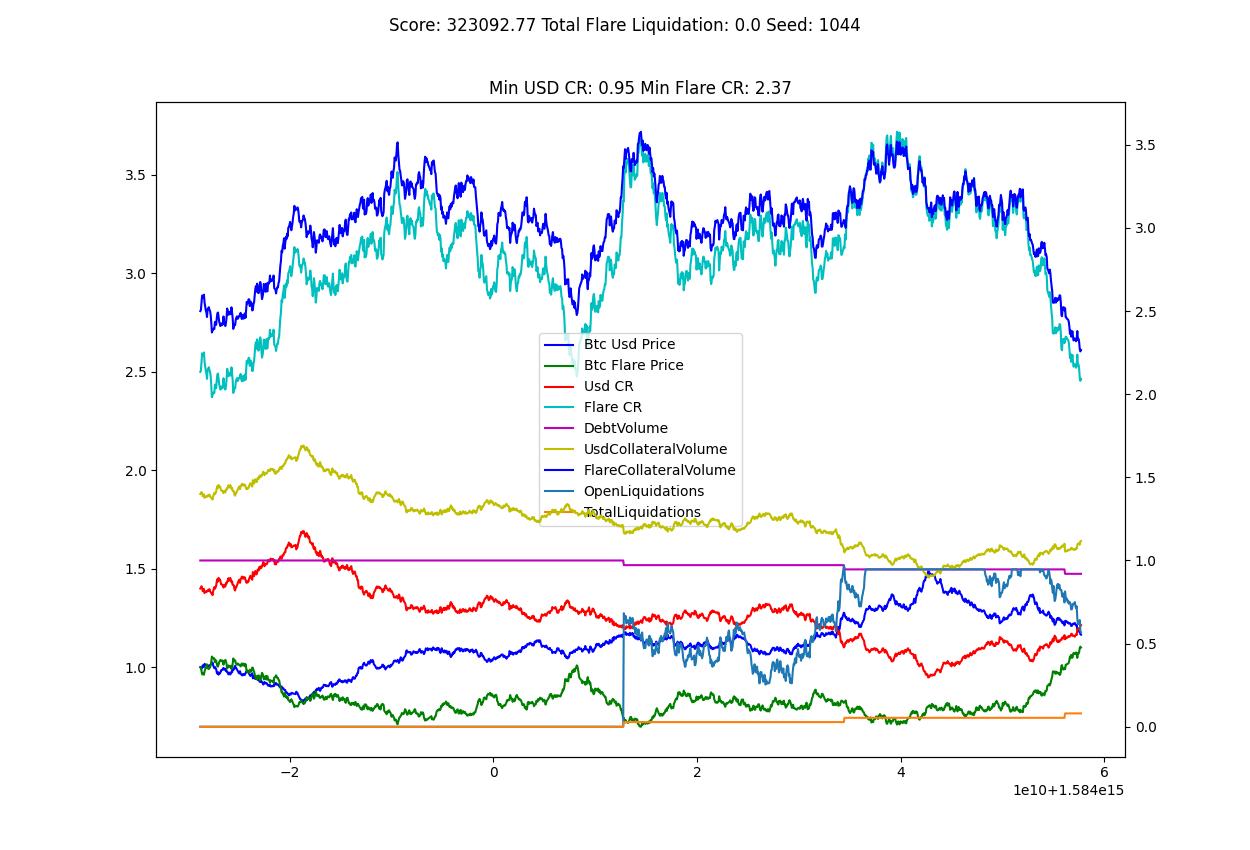 Score: 323092.77 Total Flare Liquidation: 0.0 Seed: 1044
Min USD CR: 0.95 Min Flare CR: 2.37
3.5
3.0
2.5
2.0
1.5
1.0
3.5
3.0
2.5
2.0
1.5
1.0
0.5
0.0
Btc Usd Price
Btc Flare Price
Usd CR
Flare CR
DebtVolume
UsdCollateralVolume
FlareCollateralVolume
OpenLiquidations
TotalLiquidations
−2 0 2 4 6
1e10+1.584e15